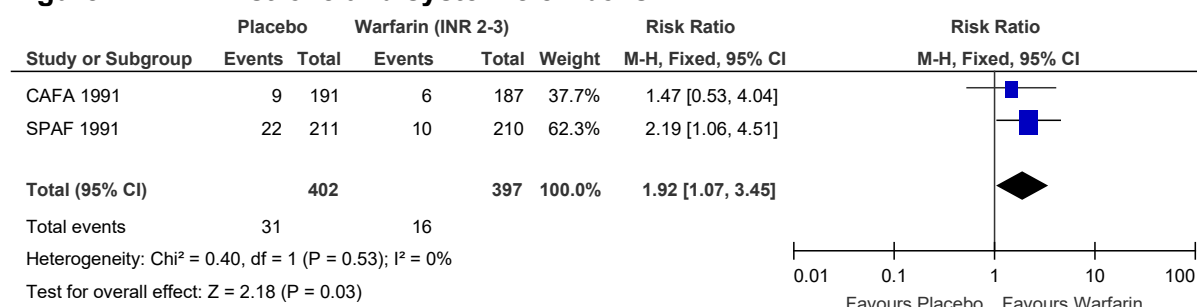 Placebo Warfarin (INR 2-3) Risk Ratio Risk Ratio
Study or Subgroup Events Total Events Total Weight M-H, Fixed, 95% CI M-H, Fixed, 95% CI
CAFA 1991 9 191 6 187 37.7% 1.47 [0.53, 4.04]
SPAF 1991 22 211 10 210 62.3% 2.19 [1.06, 4.51]
Total (95% CI) 402 397 100.0% 1.92 [1.07, 3.45]
Total events 31 16
Heterogeneity: Chi² = 0.40, df = 1 (P = 0.53); I² = 0%
Test for overall effect: Z = 2.18 (P = 0.03)
0.01 0.1 1 10 100
Favours Placebo Favours Warfarin